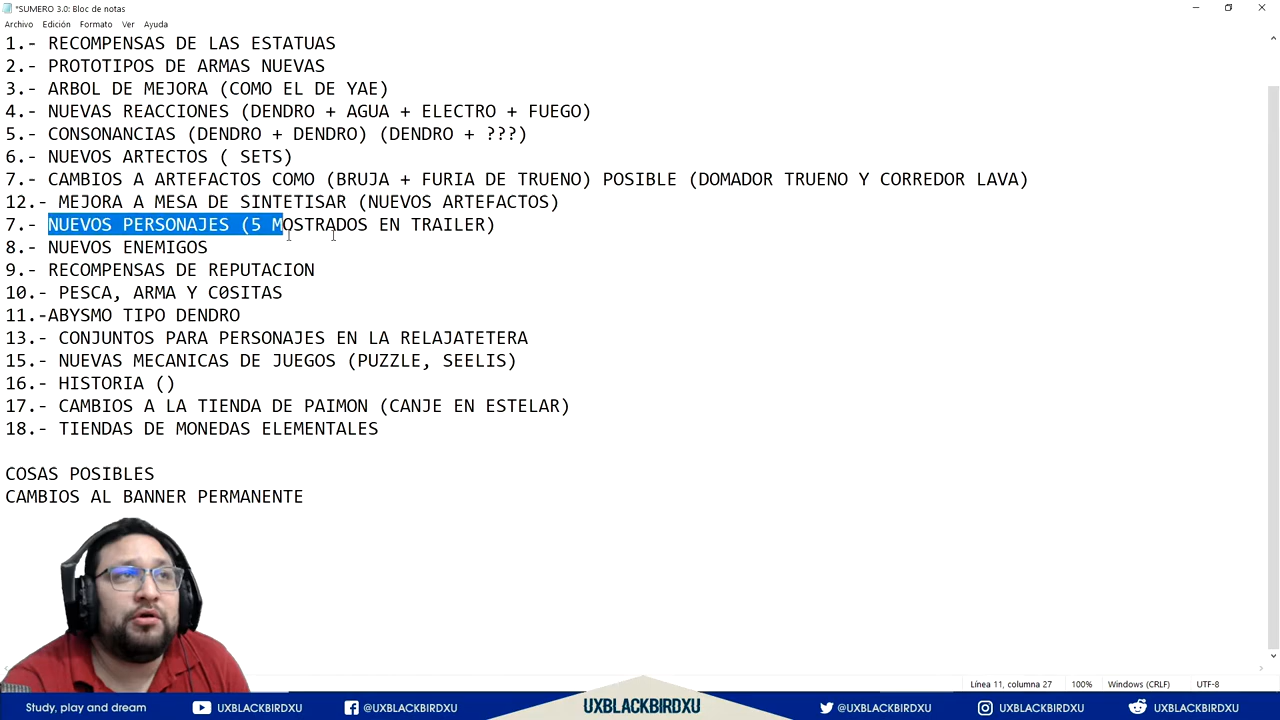 *SUMERO 3.0: Bloc de notas
Archivo Edición Formato Ver Ayuda
1.- RECOMPENSAS DE LAS ESTATUAS
2.- PROTOTIPOS DE ARMAS NUEVAS
3.- ARBOL DE MEJORA (COMO EL DE YAE)
4.- NUEVAS REACCIONES (DENDRO + AGUA + ELECTRO + FUEGO)
5.- CONSONANCIAS (DENDRO + DENDRO) (DENDRO + ???)
6.- NUEVOS ARTECTOS ( SETS)
7.- CAMBIOS A ARTEFACTOS COMO (BRUJA + FURIA DE TRUENO) POSIBLE (DOMADOR TRUENO Y CORREDOR LAVA)
12.- MEJORA A MESA DE SINTETISAR (NUEVOS ARTEFACTOS)
7.- NUEVOS PERSONAJES (5 MOSTRADOS EN TRAILER)
8.- NUEVOS ENEMIGOS
9.- RECOMPENSAS DE REPUTACION
10.- PESCA, ARMA Y C0SITAS
11.-ABYSMO TIPO DENDRO
13.- CONJUNTOS PARA PERSONAJES EN LA RELAJATETERA
15.- NUEVAS MECANICAS DE JUEGOS (PUZZLE, SEELIS)
16.- HISTORIA ()
17.- CAMBIOS A LA TIENDA DE PAIMON (CANJE EN ESTELAR)
18.- TIENDAS DE MONEDAS ELEMENTALES
COSAS POSIBLES
CAMBIOS AL BANNER PERMANENTE
Línea 11, columna 27 100% Windows (CRLF) UTF-8
Study, play and dream UXBLACKBIRDXU @UXBLACKBIRDXU UXBLACKBIRDXU @UXBLACKBIRDXU UXBLACKBIRDXU UXBLACKBIRDXU